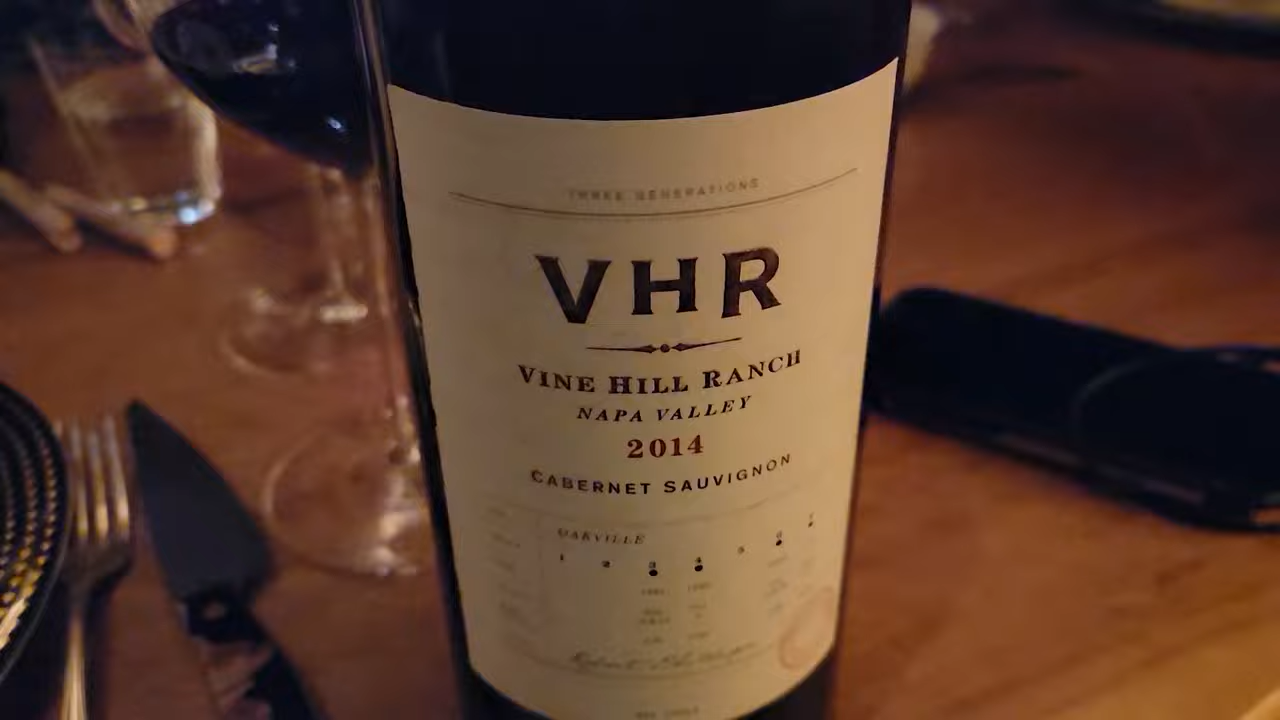 THREE GENERATIONS
VHR
VINE HILL RANCH
NAPA VALLEY
2014
CABERNET SAUVIGNON
OAKVILLE
1 2 3 4 5 6 7